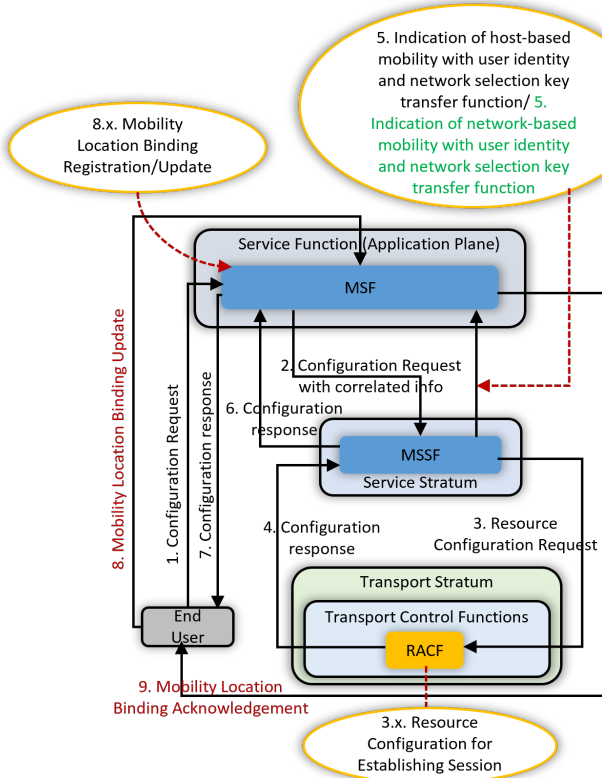 5. Indication of host-based
mobility with user identity
and network selection key
transfer function/ 5.
Indication of network-based
mobility with user identity
and network selection key
transfer function
8.x. Mobility
Location Binding
Registration/Update
Service Function (Application Plane)
MSF
2. Configuration Request
with correlated info
6. Configuration
response
8. Mobility Location Binding Update
1. Configuration Request
7. Configuration response
MSSF
Service Stratum
4. Configuration
response
3. Resource
Configuration Request
Transport Stratum
Transport Control Functions
RACF
End
User
9. Mobility Location
Binding Acknowledgement
3.x. Resource
Configuration for
Establishing Session